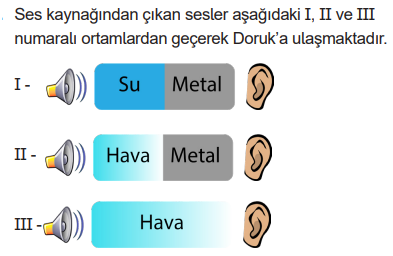 Ses kaynağından çıkan sesler aşağıdaki I, II ve III
numaralı ortamlardan geçerek Doruk’a ulaşmaktadır.
I - Su Metal
II - Hava Metal
III - Hava